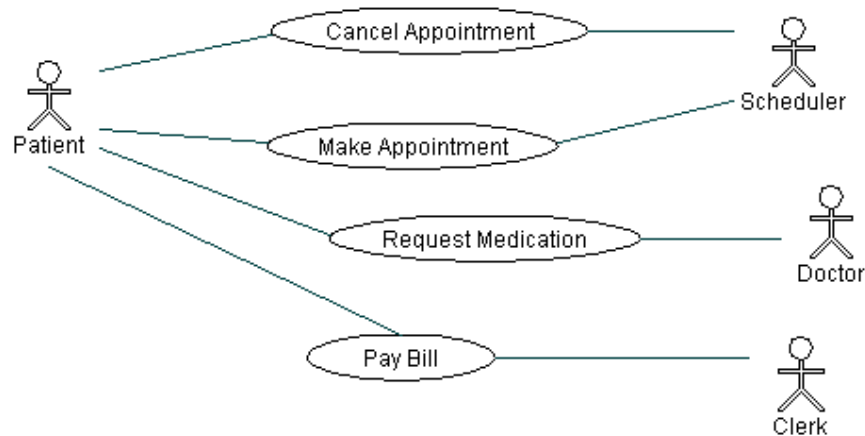 Cancel Appointment
Scheduler
Patient
Make Appointment
Request Medication
Doctor
Pay Bill
Clerk